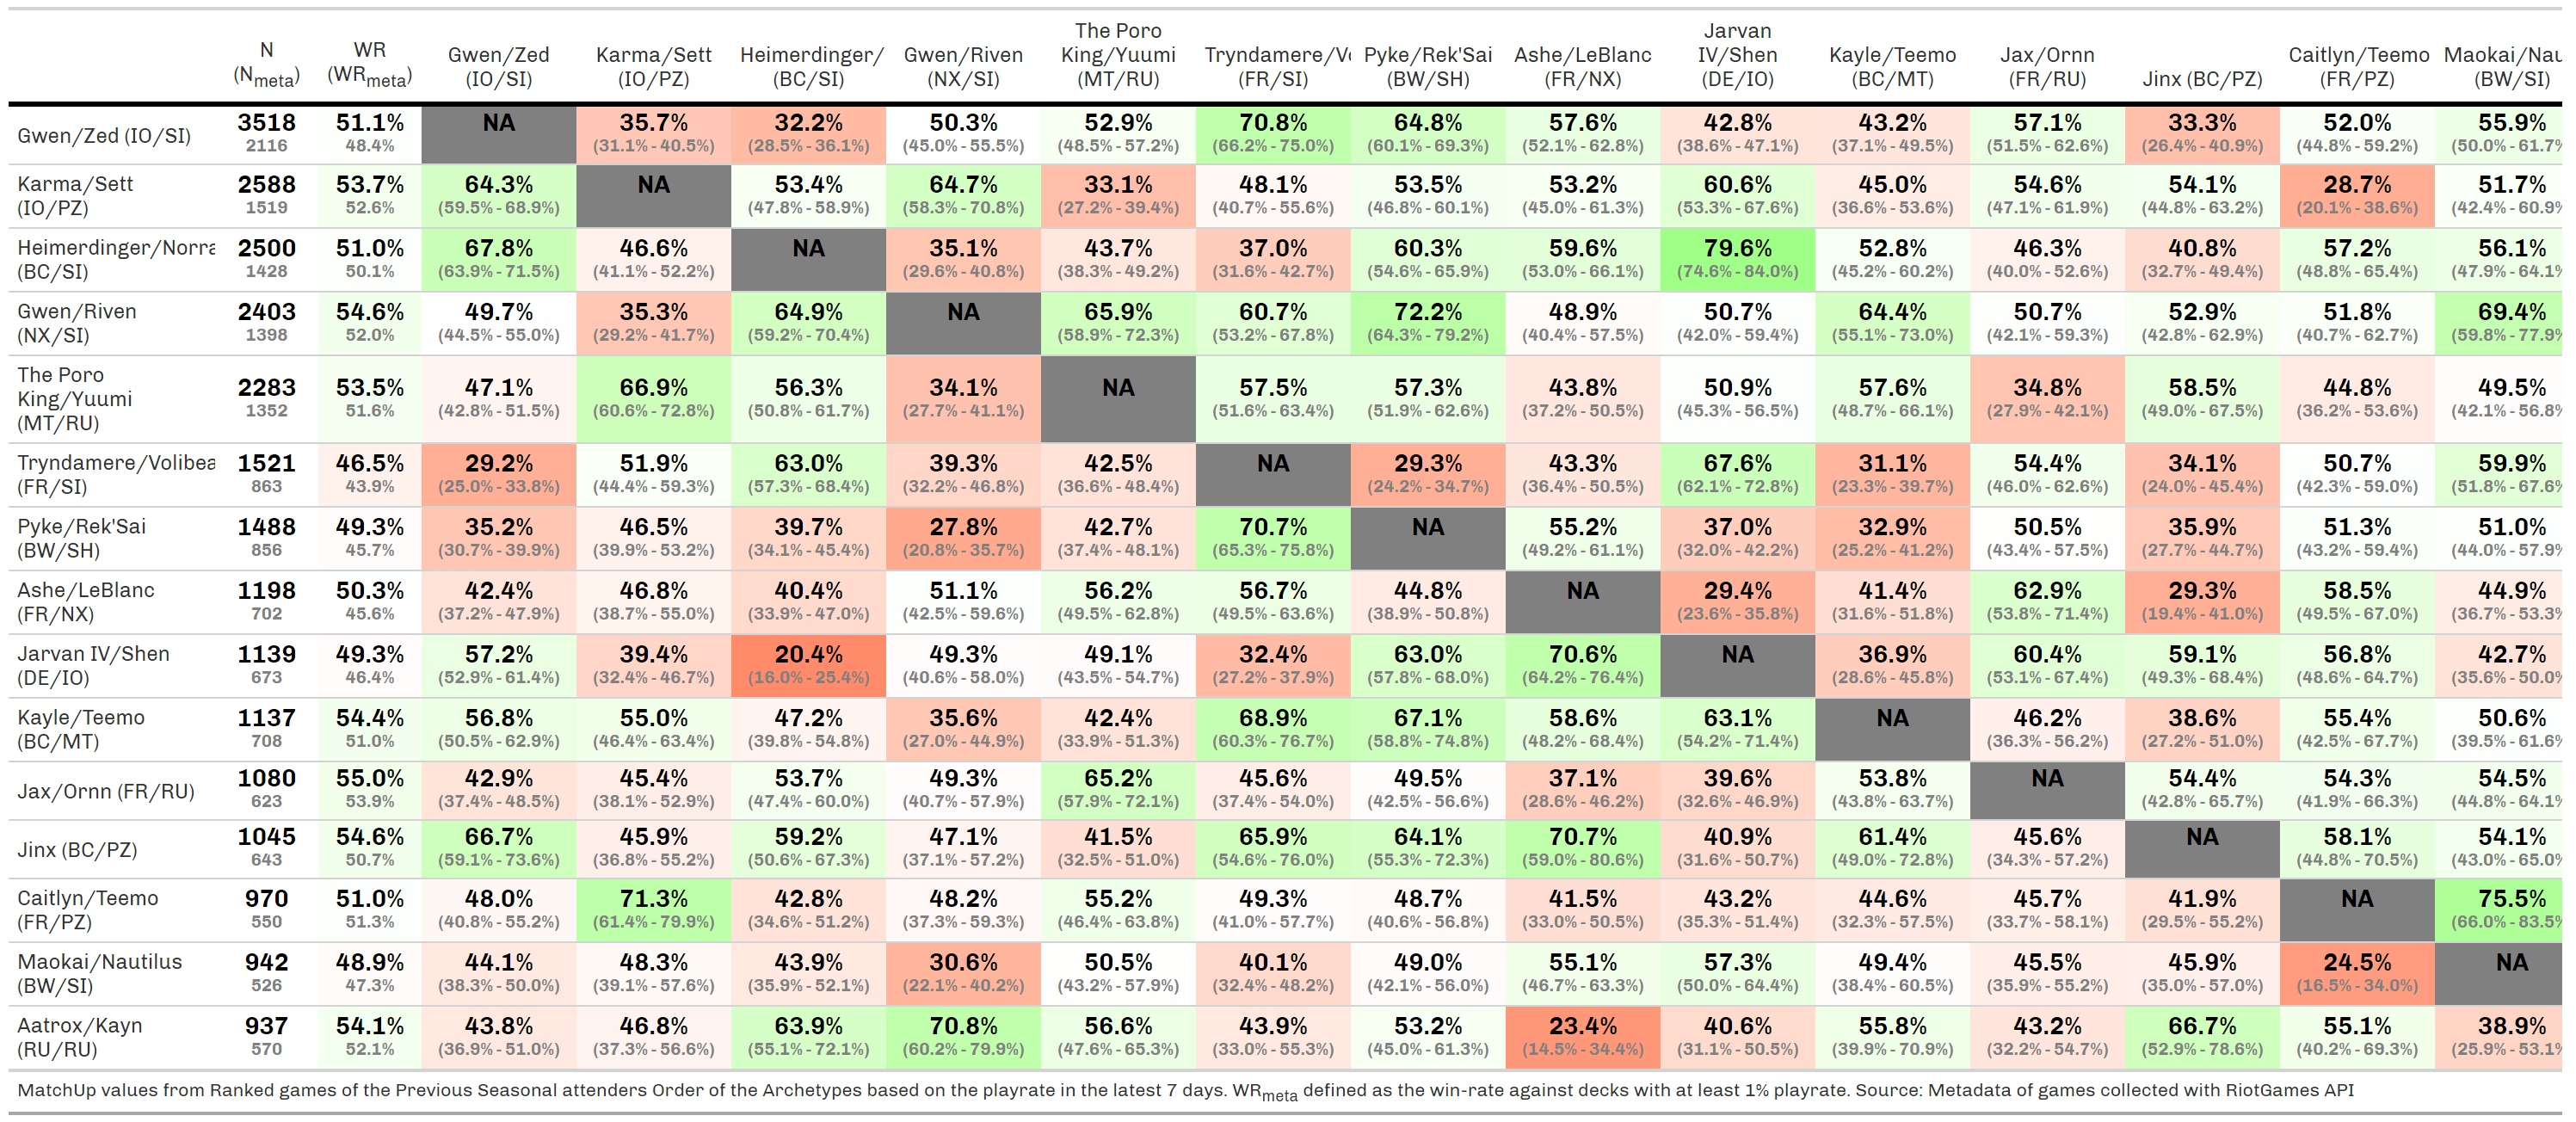 N (Nmeta) WR (WRmeta) Gwen/Zed (IO/SI) Karma/Sett (IO/PZ) Heimerdinger/ (BC/SI) Gwen/Riven (NX/SI) The Poro King/Yuumi (MT/RU) Tryndamere/Vo (FR/SI) Pyke/Rek'Sai (BW/SH) Ashe/LeBlanc (FR/NX) Jarvan IV/Shen (DE/IO) Kayle/Teemo (BC/MT) Jax/Ornn (FR/RU) Jinx (BC/PZ) Caitlyn/Teemo (FR/PZ) Maokai/Nau (BW/SI)
Gwen/Zed (IO/SI) 3518 51.1% NA 35.7% 32.2% 50.3% 52.9% 70.8% 64.8% 57.6% 42.8% 43.2% 57.1% 33.3% 52.0% 55.9%
2116 48.4% (31.1% - 40.5%) (28.5% - 36.1%) (45.0% - 55.5%) (48.5% - 57.2%) (66.2% - 75.0%) (60.1% - 69.3%) (52.1% - 62.8%) (38.6% - 47.1%) (37.1% - 49.5%) (51.5% - 62.6%) (26.4% - 40.9%) (44.8% - 59.2%) (50.0% - 61.7%
Karma/Sett 2588 53.7% 64.3% NA 53.4% 64.7% 33.1% 48.1% 53.5% 53.2% 60.6% 45.0% 54.6% 54.1% 28.7% 51.7%
(IO/PZ) 1519 52.6% (59.5% - 68.9%) (47.8% - 58.9%) (58.3% - 70.8%) (27.2% - 39.4%) (40.7% - 55.6%) (46.8% - 60.1%) (45.0% - 61.3%) (53.3% - 67.6%) (36.6% - 53.6%) (47.1% - 61.9%) (44.8% - 63.2%) (20.1% - 38.6%) (42.4% - 60.9%
Heimerdinger/Norra 2500 51.0% 67.8% 46.6% NA 35.1% 43.7% 37.0% 60.3% 59.6% 79.6% 52.8% 46.3% 40.8% 57.2% 56.1%
(BC/SI) 1428 50.1% (63.9% - 71.5%) (41.1% - 52.2%) (29.6% - 40.8%) (38.3% - 49.2%) (31.6% - 42.7%) (54.6% - 65.9%) (53.0% - 66.1%) (74.6% - 84.0%) (45.2% - 60.2%) (40.0% - 52.6%) (32.7% - 49.4%) (48.8% - 65.4%) (47.9% - 64.1%
Gwen/Riven 2403 54.6% 49.7% 35.3% 64.9% NA 65.9% 60.7% 72.2% 48.9% 50.7% 64.4% 50.7% 52.9% 51.8% 69.4%
(NX/SI) 1398 52.0% (44.5% - 55.0%) (29.2% - 41.7%) (59.2% - 70.4%) (58.9% - 72.3%) (53.2% - 67.8%) (64.3% - 79.2%) (40.4% - 57.5%) (42.0% - 59.4%) (55.1% - 73.0%) (42.1% - 59.3%) (42.8% - 62.9%) (40.7% - 62.7%) (59.8% - 77.9%
The Poro
King/Yuumi 2283 53.5% 47.1% 66.9% 56.3% 34.1% NA 57.5% 57.3% 43.8% 50.9% 57.6% 34.8% 58.5% 44.8% 49.5%
(MT/RU) 1352 51.6% (42.8% - 51.5%) (60.6% - 72.8%) (50.8% - 61.7%) (27.7% - 41.1%) (51.6% - 63.4%) (51.9% - 62.6%) (37.2% - 50.5%) (45.3% - 56.5%) (48.7% - 66.1%) (27.9% - 42.1%) (49.0% - 67.5%) (36.2% - 53.6%) (42.1% - 56.8%
Tryndamere/Volibea 1521 46.5% 29.2% 51.9% 63.0% 39.3% 42.5% NA 29.3% 43.3% 67.6% 31.1% 54.4% 34.1% 50.7% 59.9%
(FR/SI) 863 43.9% (25.0% - 33.8%) (44.4% - 59.3%) (57.3% - 68.4%) (32.2% - 46.8%) (36.6% - 48.4%) (24.2% - 34.7%) (36.4% - 50.5%) (62.1% - 72.8%) (23.3% - 39.7%) (46.0% - 62.6%) (24.0% - 45.4%) (42.3% - 59.0%) (51.8% - 67.6%
Pyke/Rek'Sai 1488 49.3% 35.2% 46.5% 39.7% 27.8% 42.7% 70.7% NA 55.2% 37.0% 32.9% 50.5% 35.9% 51.3% 51.0%
(BW/SH) 856 45.7% (30.7% - 39.9%) (39.9% - 53.2%) (34.1% - 45.4%) (20.8% - 35.7%) (37.4% - 48.1%) (65.3% - 75.8%) (49.2% - 61.1%) (32.0% - 42.2%) (25.2% - 41.2%) (43.4% - 57.5%) (27.7% - 44.7%) (43.2% - 59.4%) (44.0% - 57.9%
Ashe/LeBlanc 1198 50.3% 42.4% 46.8% 40.4% 51.1% 56.2% 56.7% 44.8% NA 29.4% 41.4% 62.9% 29.3% 58.5% 44.9%
(FR/NX) 702 45.6% (37.2% - 47.9%) (38.7% - 55.0%) (33.9% - 47.0%) (42.5% - 59.6%) (49.5% - 62.8%) (49.5% - 63.6%) (38.9% - 50.8%) (23.6% - 35.8%) (31.6% - 51.8%) (53.8% - 71.4%) (19.4% - 41.0%) (49.5% - 67.0%) (36.7% - 53.3%
Jarvan IV/Shen 1139 49.3% 57.2% 39.4% 20.4% 49.3% 49.1% 32.4% 63.0% 70.6% NA 36.9% 60.4% 59.1% 56.8% 42.7%
(DE/IO) 673 46.4% (52.9% - 61.4%) (32.4% - 46.7%) (16.0% - 25.4%) (40.6% - 58.0%) (43.5% - 54.7%) (27.2% - 37.9%) (57.8% - 68.0%) (64.2% - 76.4%) (28.6% - 45.8%) (53.1% - 67.4%) (49.3% - 68.4%) (48.6% - 64.7%) (35.6% - 50.0%
Kayle/Teemo 1137 54.4% 56.8% 55.0% 47.2% 35.6% 42.4% 68.9% 67.1% 58.6% 63.1% NA 46.2% 38.6% 55.4% 50.6%
(BC/MT) 708 51.0% (50.5% - 62.9%) (46.4% - 63.4%) (39.8% - 54.8%) (27.0% - 44.9%) (33.9% - 51.3%) (60.3% - 76.7%) (58.8% - 74.8%) (48.2% - 68.4%) (54.2% - 71.4%) (36.3% - 56.2%) (27.2% - 51.0%) (42.5% - 67.7%) (39.5% - 61.6%
Jax/Ornn (FR/RU) 1080 55.0% 42.9% 45.4% 53.7% 49.3% 65.2% 45.6% 49.5% 37.1% 39.6% 53.8% NA 54.4% 54.3% 54.5%
623 53.9% (37.4% - 48.5%) (38.1% - 52.9%) (47.4% - 60.0%) (40.7% - 57.9%) (57.9% - 72.1%) (37.4% - 54.0%) (42.5% - 56.6%) (28.6% - 46.2%) (32.6% - 46.9%) (43.8% - 63.7%) (42.8% - 65.7%) (41.9% - 66.3%) (44.8% - 64.1%
Jinx (BC/PZ) 1045 54.6% 66.7% 45.9% 59.2% 47.1% 41.5% 65.9% 64.1% 70.7% 40.9% 61.4% 45.6% NA 58.1% 54.1%
643 50.7% (59.1% - 73.6%) (36.8% - 55.2%) (50.6% - 67.3%) (37.1% - 57.2%) (32.5% - 51.0%) (54.6% - 76.0%) (55.3% - 72.3%) (59.0% - 80.6%) (31.6% - 50.7%) (49.0% - 72.8%) (34.3% - 57.2%) (44.8% - 70.5%) (43.0% - 65.0%
Caitlyn/Teemo 970 51.0% 48.0% 71.3% 42.8% 48.2% 55.2% 49.3% 48.7% 41.5% 43.2% 44.6% 45.7% 41.9% NA 75.5%
(FR/PZ) 550 51.3% (40.8% - 55.2%) (61.4% - 79.9%) (34.6% - 51.2%) (37.3% - 59.3%) (46.4% - 63.8%) (41.0% - 57.7%) (40.6% - 56.8%) (33.0% - 50.5%) (35.3% - 51.4%) (32.3% - 57.5%) (33.7% - 58.1%) (29.5% - 55.2%) (66.0% - 83.5%
Maokai/Nautilus 942 48.9% 44.1% 48.3% 43.9% 30.6% 50.5% 40.1% 49.0% 55.1% 57.3% 49.4% 45.5% 45.9% 24.5% NA
(BW/SI) 526 47.3% (38.3% - 50.0%) (39.1% - 57.6%) (35.9% - 52.1%) (22.1% - 40.2%) (43.2% - 57.9%) (32.4% - 48.2%) (42.1% - 56.0%) (46.7% - 63.3%) (50.0% - 64.4%) (38.4% - 60.5%) (35.9% - 55.2%) (35.0% - 57.0%) (16.5% - 34.0%)
Aatrox/Kayn 937 54.1% 43.8% 46.8% 63.9% 70.8% 56.6% 43.9% 53.2% 23.4% 40.6% 55.8% 43.2% 66.7% 55.1% 38.9%
(RU/RU) 570 52.1% (36.9% - 51.0%) (37.3% - 56.6%) (55.1% - 72.1%) (60.2% - 79.9%) (47.6% - 65.3%) (33.0% - 55.3%) (45.0% - 61.3%) (14.5% - 34.4%) (31.1% - 50.5%) (39.9% - 70.9%) (32.2% - 54.7%) (52.9% - 78.6%) (40.2% - 69.3%) (25.9% - 53.1%
MatchUp values from Ranked games of the Previous Seasonal attenders Order of the Archetypes based on the playrate in the latest 7 days. WRmeta defined as the win-rate against decks with at least 1% playrate. Source: Metadata of games collected with RiotGames API